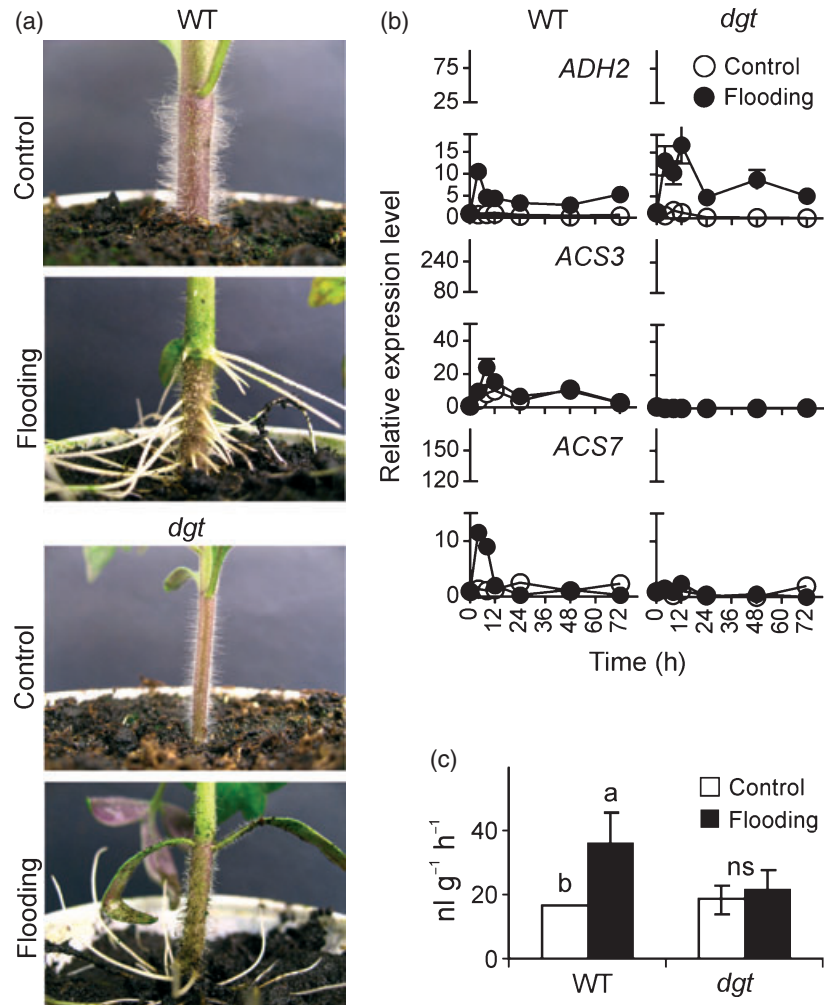 (a)
WT
Control
Flooding
dgt
Control
Flooding
(b)
WT
dgt
ADH2
Control
Flooding
75
25
15
10
5
0
ACS3
240
80
40
20
0
ACS7
150
120
10
0
Relative expression level
0 12 24 36 48 60 72
0 12 24 36 48 60 72
Time (h)
(c)
Control
Flooding
nl g⁻¹ h⁻¹
40
20
0
b
a
ns
WT
dgt